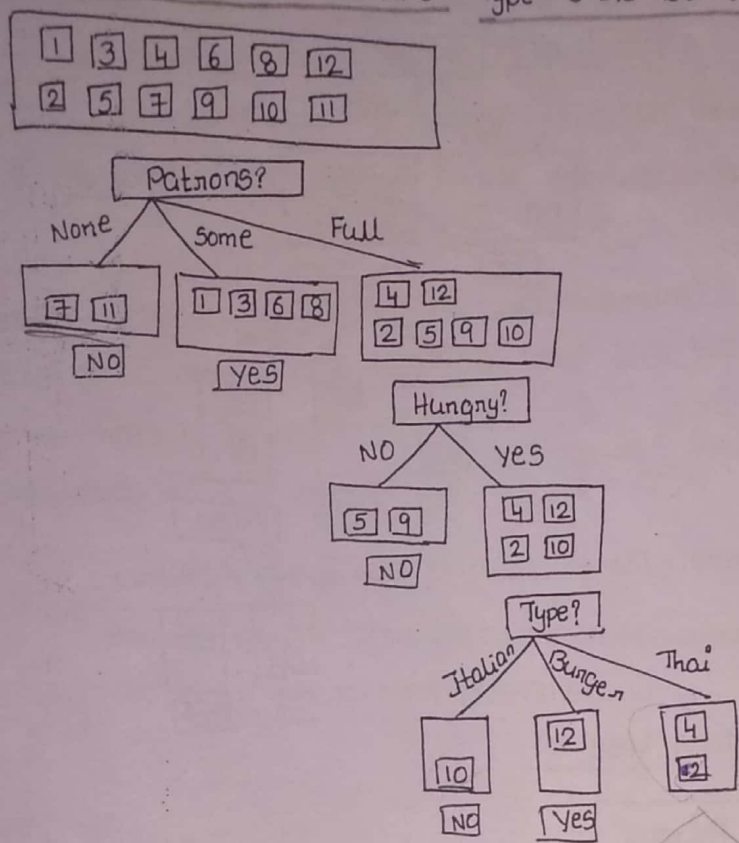 1 3 4 6 8 12
2 5 7 9 10 11
Patrons?
None Some Full
7 11
1 3 6 8
4 12
2 5 9 10
NO
Yes
Hungry?
NO Yes
5 9
4 12
2 10
NO
Type?
Italian Burger Thai
10
12
4
2
NO
Yes